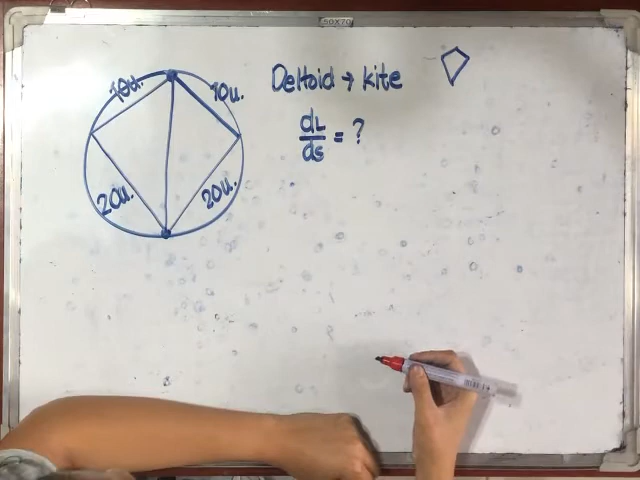 50X70
10u.
10u.
Deltoid → kite
dL/ds = ?
20u.
20u.